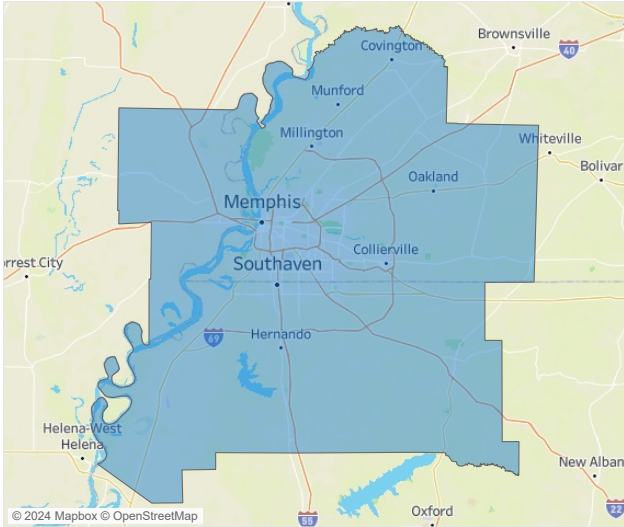 Covington
Brownsville
40
Munford
Millington
Whiteville
Bolivar
Oakland
Memphis
Collierville
Southaven
orrest City
69
Hernando
Helena-West
Helena
New Alban
© 2024 Mapbox © OpenStreetMap
55
Oxford
22